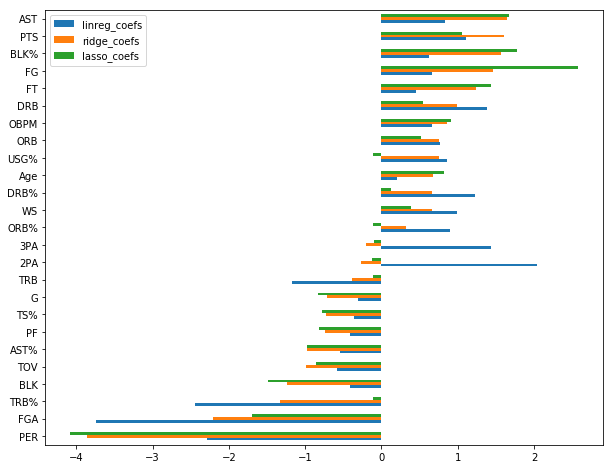 linreg_coefs
ridge_coefs
lasso_coefs
AST
PTS
BLK%
FG
FT
DRB
OBPM
ORB
USG%
Age
DRB%
WS
ORB%
3PA
2PA
TRB
G
TS%
PF
AST%
TOV
BLK
TRB%
FGA
PER
−4 −3 −2 −1 0 1 2